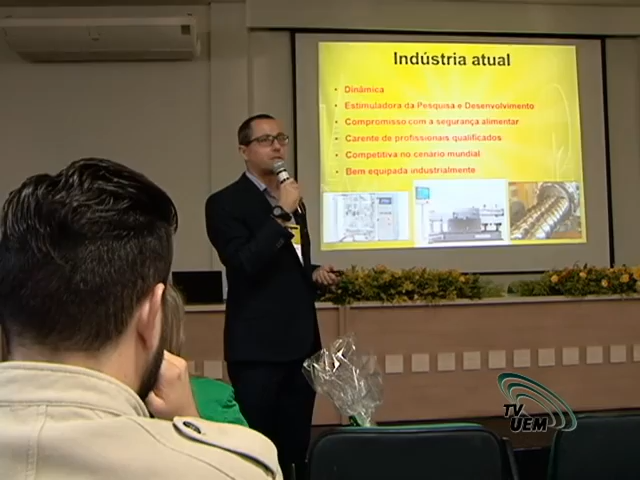 Indústria atual
• Dinâmica
• Estimuladora da Pesquisa e Desenvolvimento
• Compromisso com a segurança alimentar
• Carente de profissionais qualificados
• Competitiva no cenário mundial
• Bem equipada industrialmente
TV
UEM